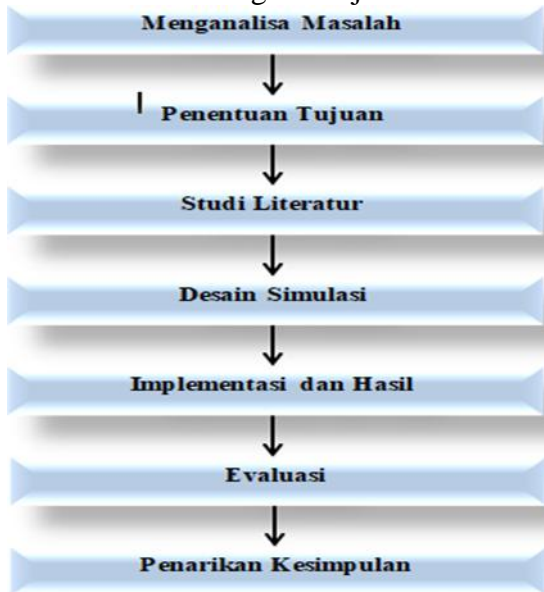 Menganalisa Masalah
Penentuan Tujuan
Studi Literatur
Desain Simulasi
Implementasi dan Hasil
Evaluasi
Penarikan Kesimpulan